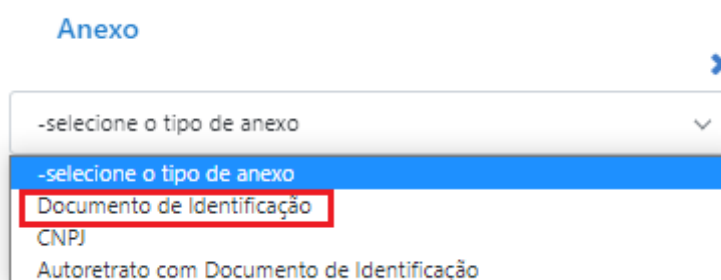 Anexo
-selecione o tipo de anexo
-selecione o tipo de anexo
Documento de Identificação
CNPJ
Autoretrato com Documento de Identificação